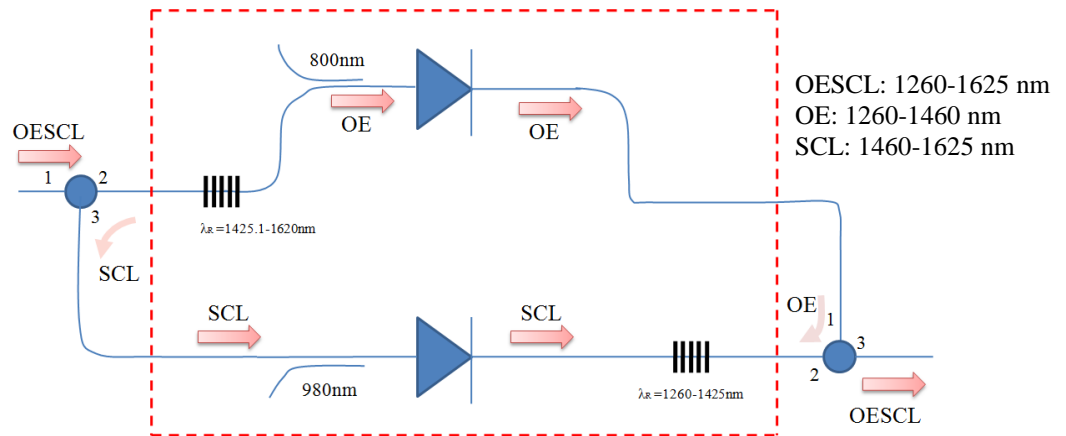 800nm
OE
OE
OESCL: 1260-1625 nm
OE: 1260-1460 nm
SCL: 1460-1625 nm
OESCL
1
2
3
λR=1425.1-1620nm
SCL
SCL
SCL
OE
1
3
2
980nm
λR=1260-1425nm
OESCL